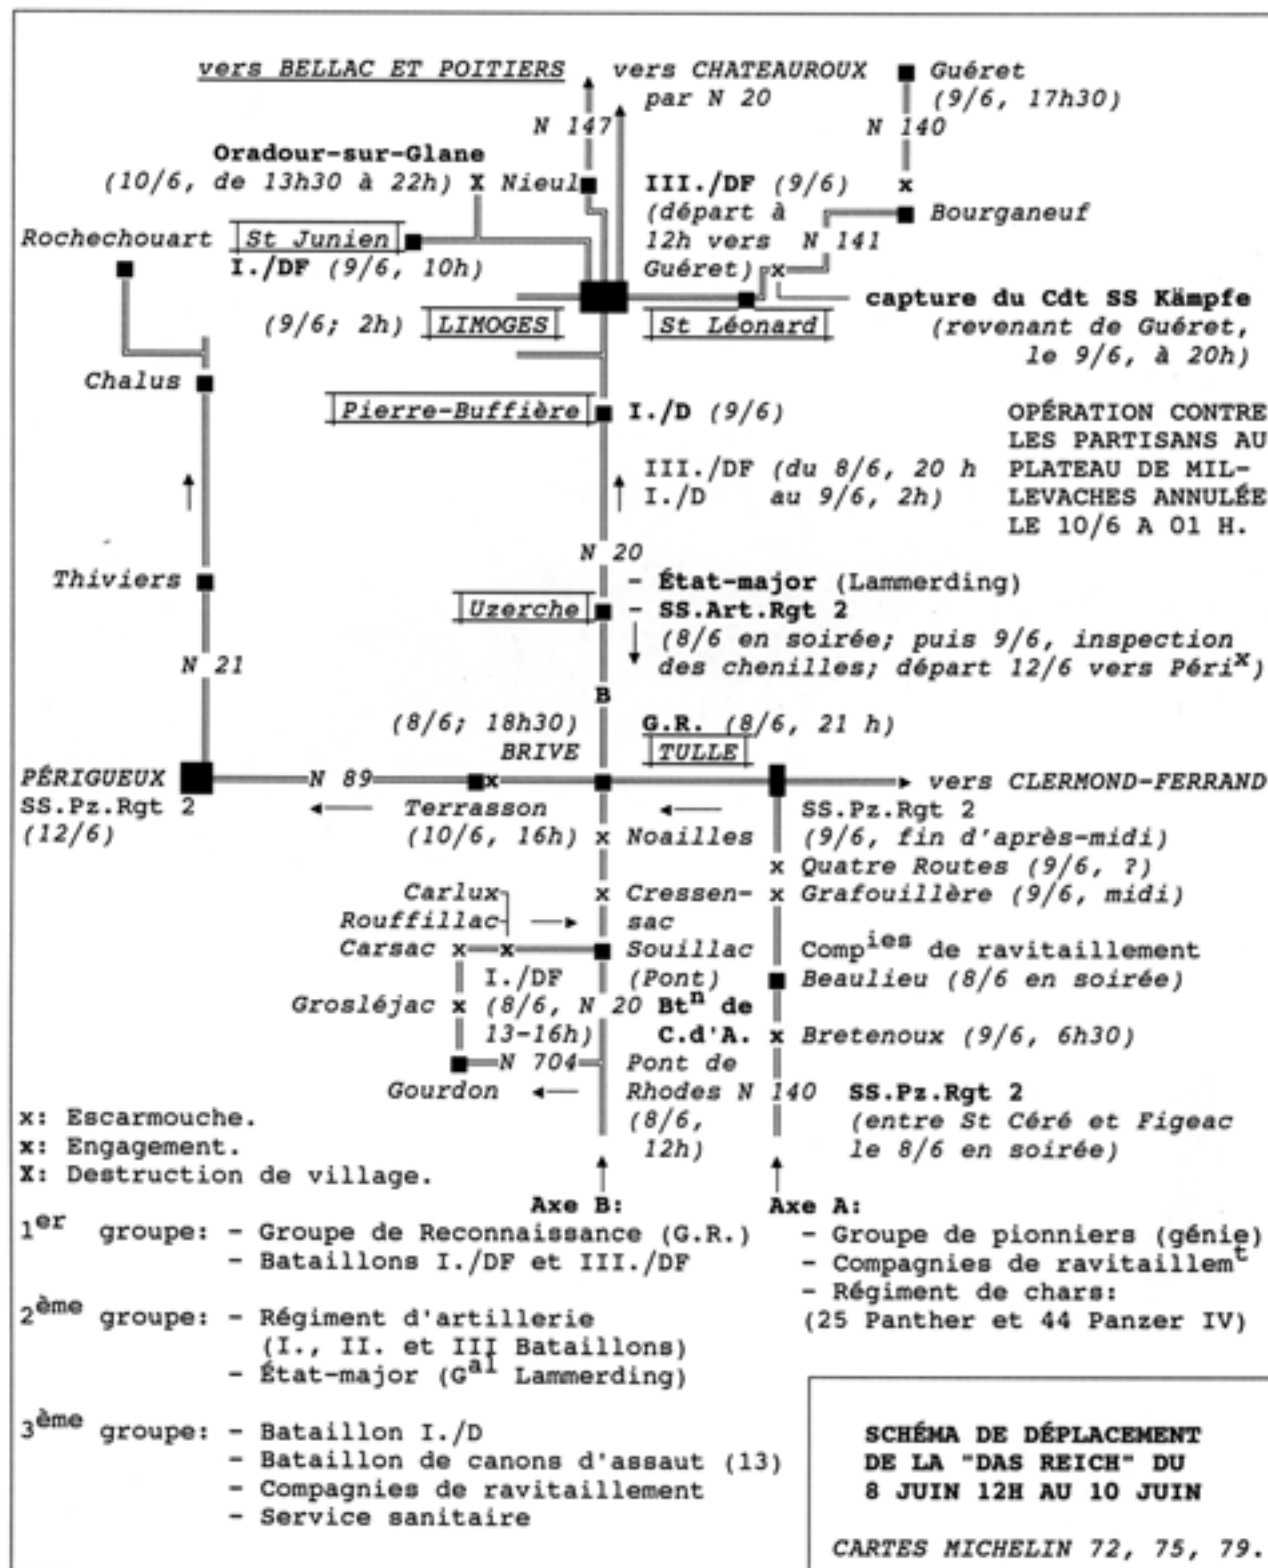 vers BELLAC ET POITIERS
vers CHATEAUROUX
par N 20
Guéret
(9/6, 17h30)
N 147
N 140
Oradour-sur-Glane
(10/6, de 13h30 à 22h) X Nieul
III./DF (9/6)
(départ à
12h vers
Guéret) x
x
Bourganeuf
N 141
Rochechouart
St Junien
I./DF (9/6, 10h)
capture du Cdt SS Kämpfe
(revenant de Guéret,
le 9/6, à 20h)
(9/6; 2h)
LIMOGES
St Léonard
Chalus
Pierre-Buffière
I./D (9/6)
OPÉRATION CONTRE
LES PARTISANS AU
PLATEAU DE MIL-
LEVACHES ANNULÉE
LE 10/6 A 01 H.
III./DF (du 8/6, 20 h
I./D au 9/6, 2h)
N 20
Thiviers
Uzerche
- État-major (Lammerding)
- SS.Art.Rgt 2
(8/6 en soirée; puis 9/6, inspection
des chenilles; départ 12/6 vers Périx)
N 21
B
(8/6; 18h30)
BRIVE
G.R. (8/6, 21 h)
TULLE
PÉRIGUEUX
SS.Pz.Rgt 2
(12/6)
N 89
x
vers CLERMOND-FERRAND
Terrasson
(10/6, 16h)
x Noailles
SS.Pz.Rgt 2
(9/6, fin d'après-midi)
x Quatre Routes (9/6, ?)
Carlux
Rouffillac
Carsac x x
x Cressen-
sac
x Grafouillère (9/6, midi)
Souillac
(Pont)
Compies de ravitaillement
Beaulieu (8/6 en soirée)
I./DF
(8/6,
13-16h)
Grosléjac x
N 20
Btn de
C.d'A.
x Bretenoux (9/6, 6h30)
N 704
Gourdon
Pont de
Rhodes
(8/6,
12h)
N 140
SS.Pz.Rgt 2
(entre St Céré et Figeac
le 8/6 en soirée)
x: Escarmouche.
x: Engagement.
X: Destruction de village.
Axe B:
1er groupe: - Groupe de Reconnaissance (G.R.)
- Bataillons I./DF et III./DF
2ème groupe: - Régiment d'artillerie
(I., II. et III Bataillons)
- État-major (Gal Lammerding)
3ème groupe: - Bataillon I./D
- Bataillon de canons d'assaut (13)
- Compagnies de ravitaillement
- Service sanitaire
Axe A:
- Groupe de pionniers (génie)
- Compagnies de ravitaillemt
- Régiment de chars:
(25 Panther et 44 Panzer IV)
SCHÉMA DE DÉPLACEMENT
DE LA "DAS REICH" DU
8 JUIN 12H AU 10 JUIN
CARTES MICHELIN 72, 75, 79.